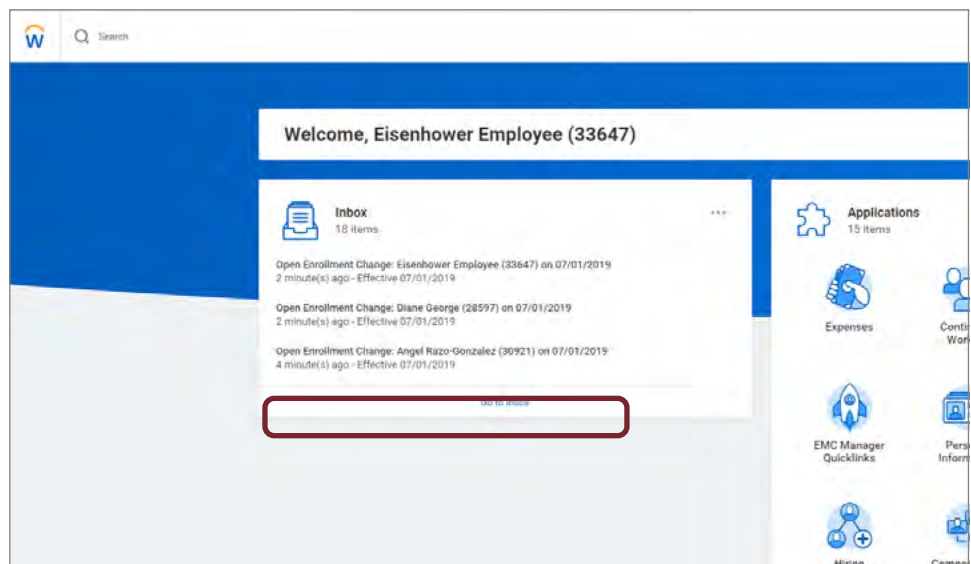 W
Search
Welcome, Eisenhower Employee (33647)
Inbox
18 items
Open Enrollment Change: Eisenhower Employee (33647) on 07/01/2019
2 minute(s) ago - Effective 07/01/2019
Open Enrollment Change: Diane George (28597) on 07/01/2019
2 minute(s) ago - Effective 07/01/2019
Open Enrollment Change: Angel Razo-Gonzalez (30921) on 07/01/2019
4 minute(s) ago - Effective 07/01/2019
Go to Inbox
Applications
15 items
Expenses
EMC Manager
Quicklinks
Hiring